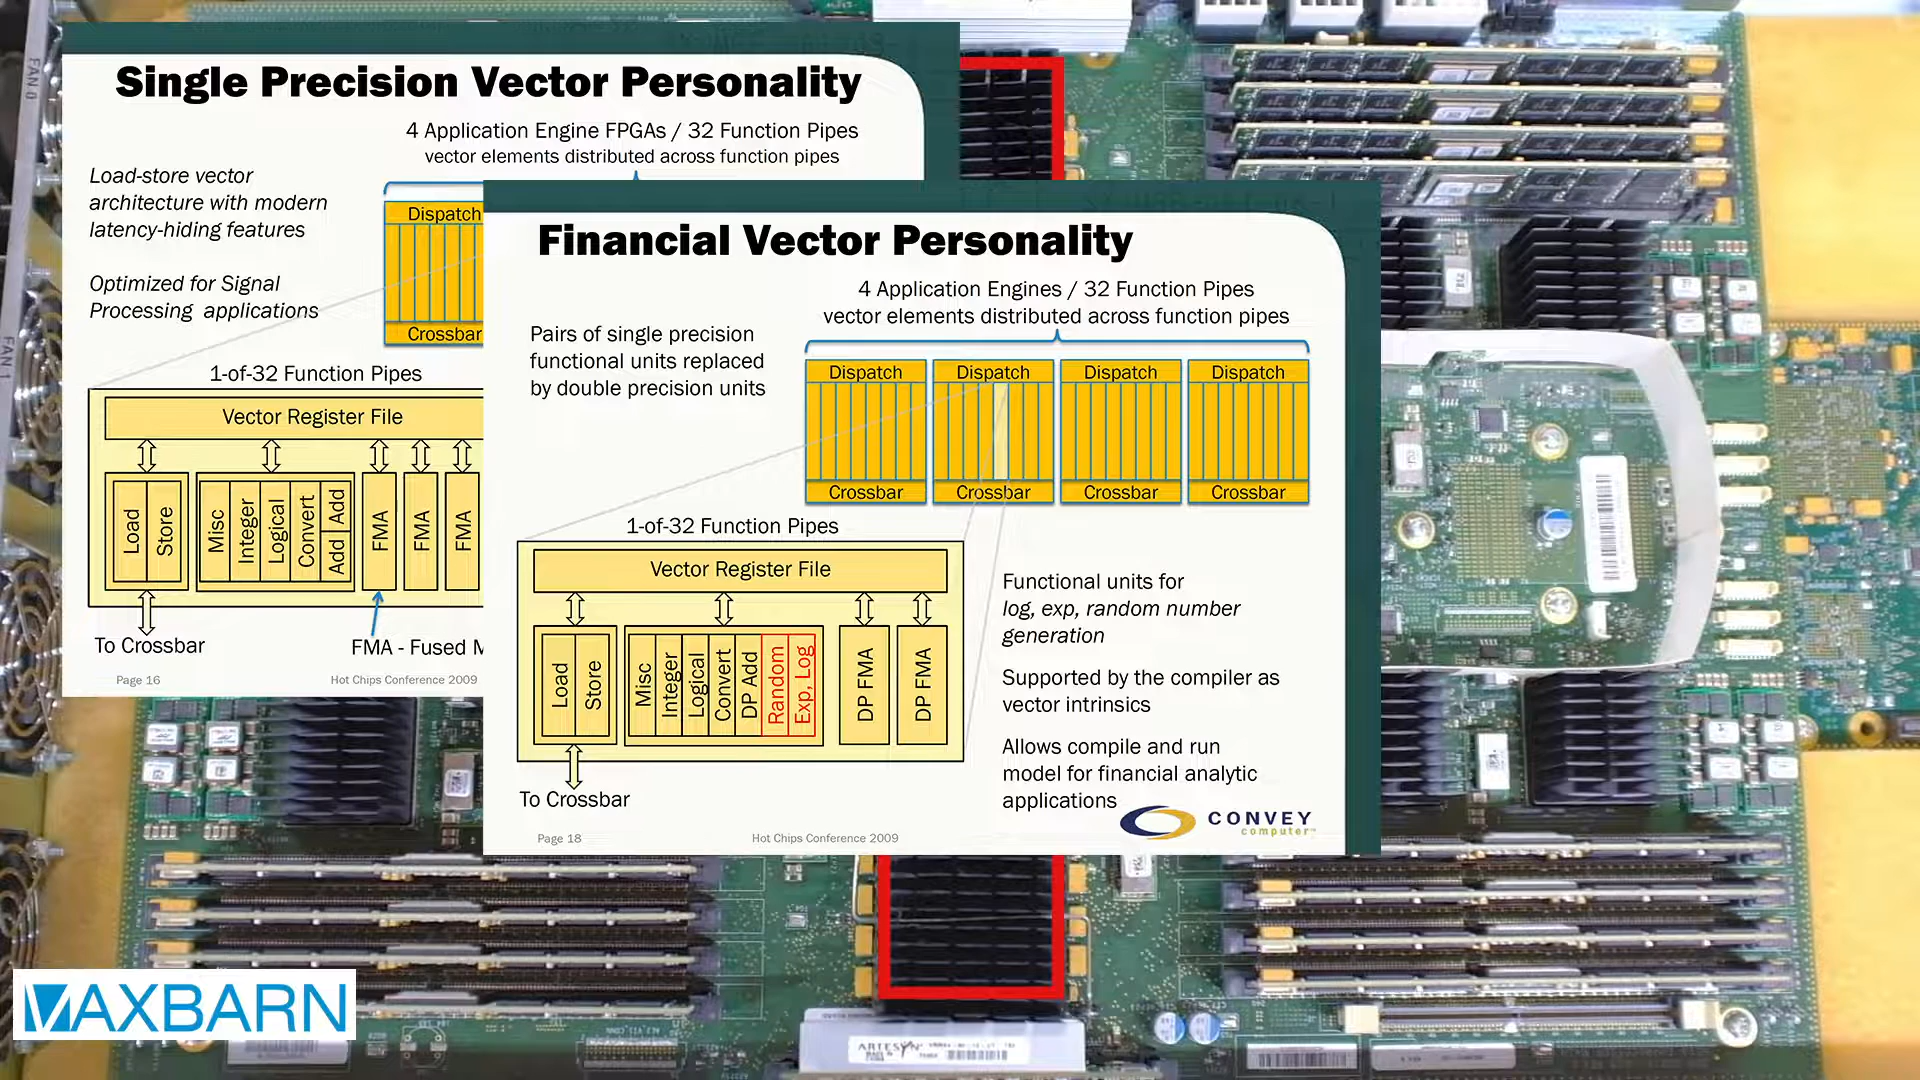 FAN 0
FAN 1
Single Precision Vector Personality
4 Application Engine FPGAs / 32 Function Pipes
vector elements distributed across function pipes
Load-store vector
architecture with modern
latency-hiding features
Optimized for Signal
Processing applications
Dispatch
Crossbar
1-of-32 Function Pipes
Vector Register File
Load
Store
Misc
Integer
Logical
Convert
Add Add
FMA
FMA
FMA
To Crossbar
FMA - Fused M
Page 16
Hot Chips Conference 2009
Financial Vector Personality
4 Application Engines / 32 Function Pipes
vector elements distributed across function pipes
Pairs of single precision
functional units replaced
by double precision units
Dispatch
Dispatch
Dispatch
Dispatch
Crossbar
Crossbar
Crossbar
Crossbar
1-of-32 Function Pipes
Vector Register File
Load
Store
Misc
Integer
Logical
Convert
DP Add
Random
Exp, Log
DP FMA
DP FMA
To Crossbar
Functional units for
log, exp, random number
generation
Supported by the compiler as
vector intrinsics
Allows compile and run
model for financial analytic
applications
CONVEY
computer™
Page 18
Hot Chips Conference 2009
VAXBARN
ARTESYN